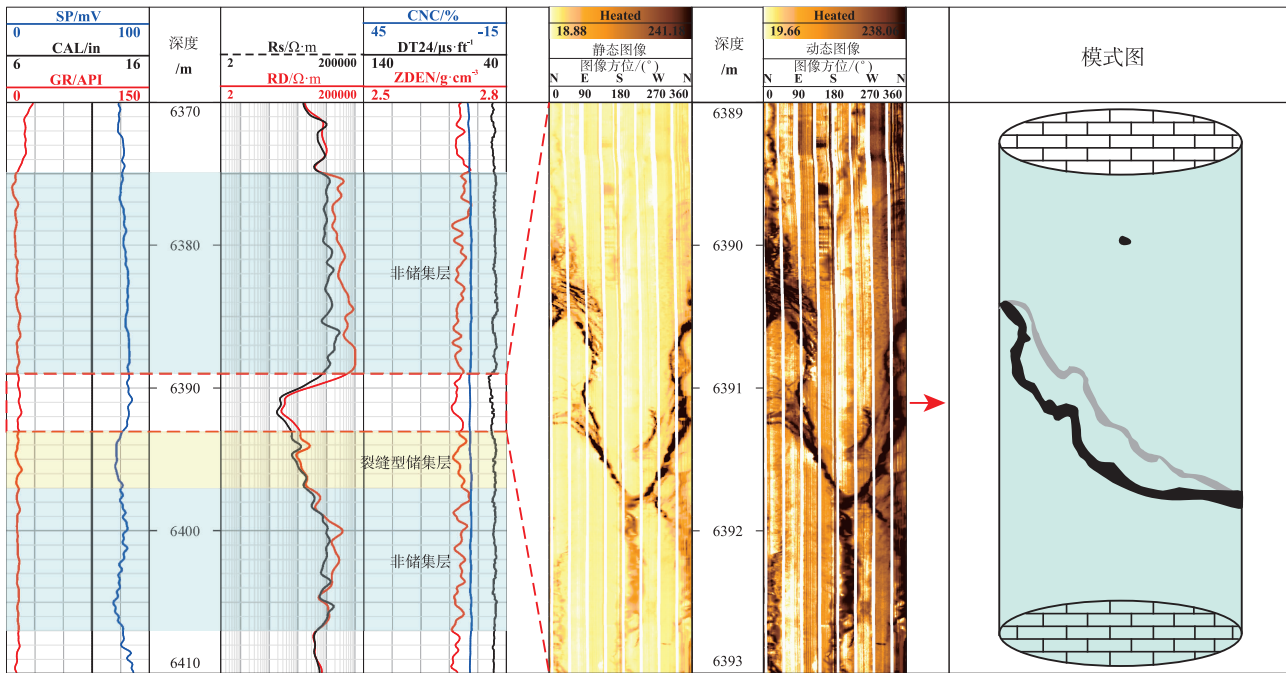 SP/mV
0 100
CAL/in
6 16
GR/API
0 150
深度
/m
Rs/Ω·m
2 200000
RD/Ω·m
2 200000
CNC/%
45 -15
DT24/μs·ft⁻¹
140 40
ZDEN/g·cm⁻³
2.5 2.8
Heated
18.88 241.18
静态图像
图像方位/(°)
N E S W N
0 90 180 270 360
深度
/m
Heated
19.66
动态图像
图像方位/(°)
N E S W N
0 90 180 270 360
模式图
6370
6380
6390
6400
6410
非储集层
裂缝型储集层
非储集层
6389
6390
6391
6392
6393